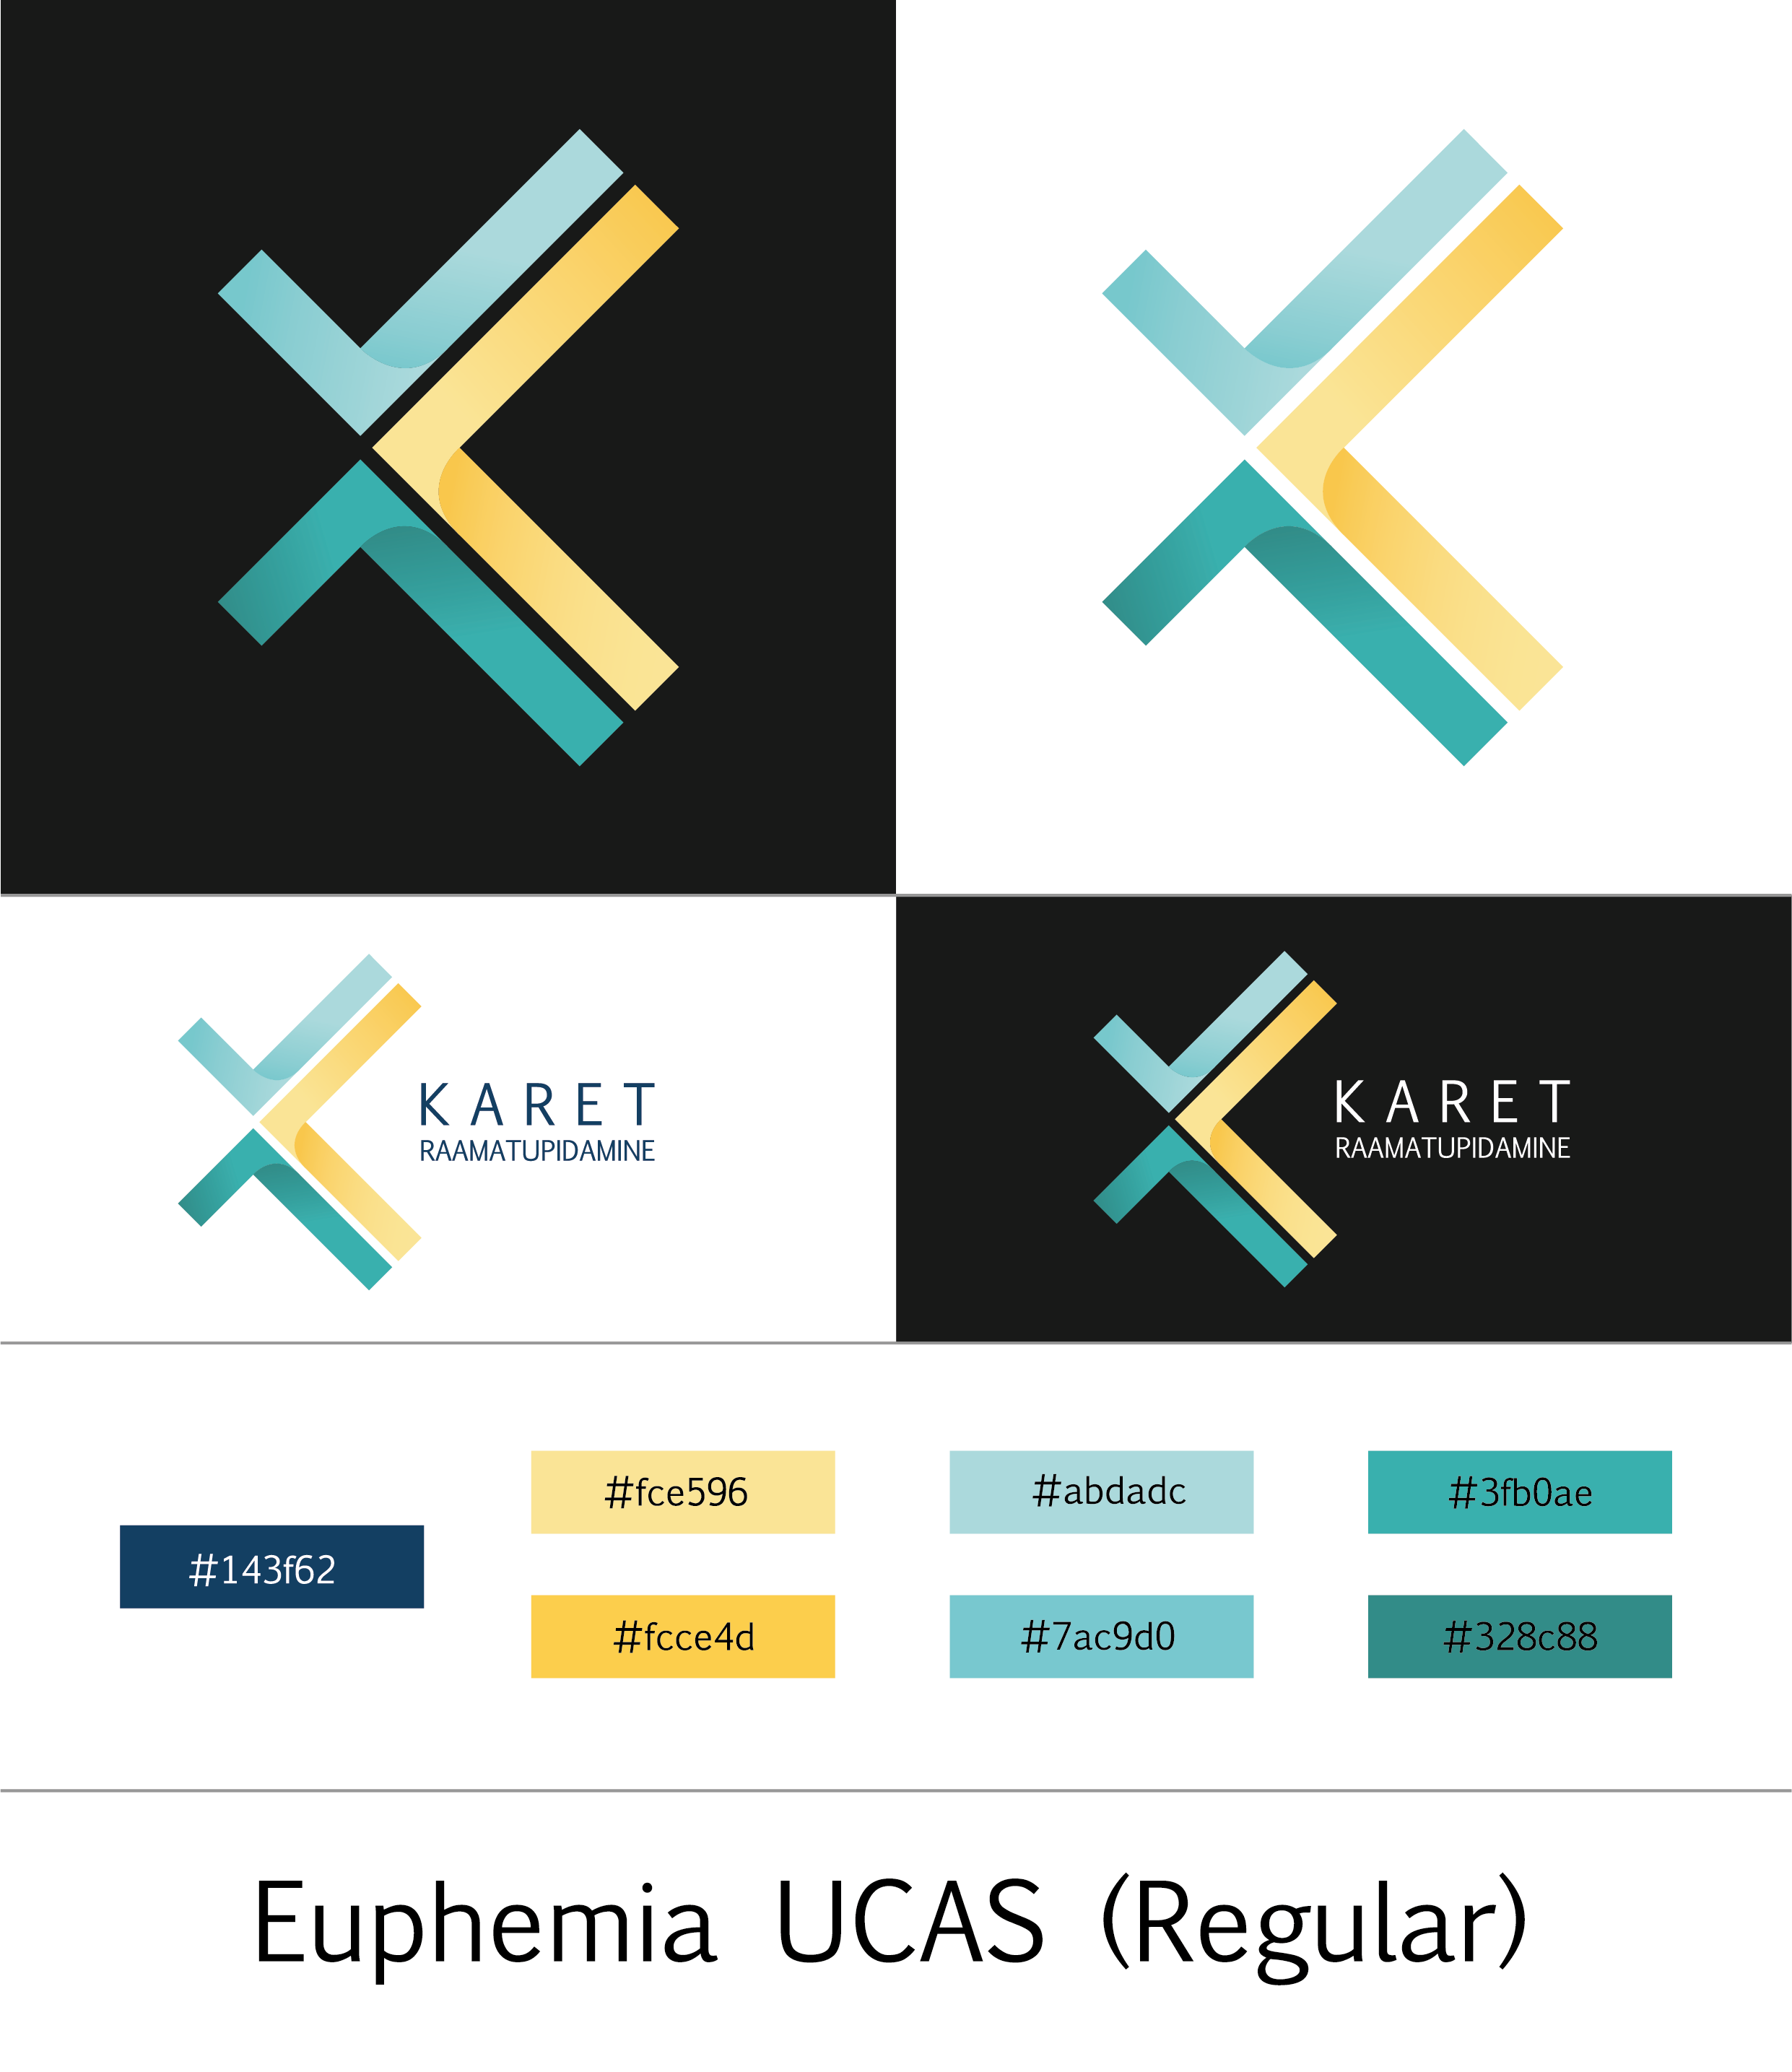 KARET
RAAMATUPIDAMINE
KARET
RAAMATUPIDAMINE
#143f62
#fce596
#abdadc
#3fb0ae
#fcce4d
#7ac9d0
#328c88
Euphemia UCAS (Regular)